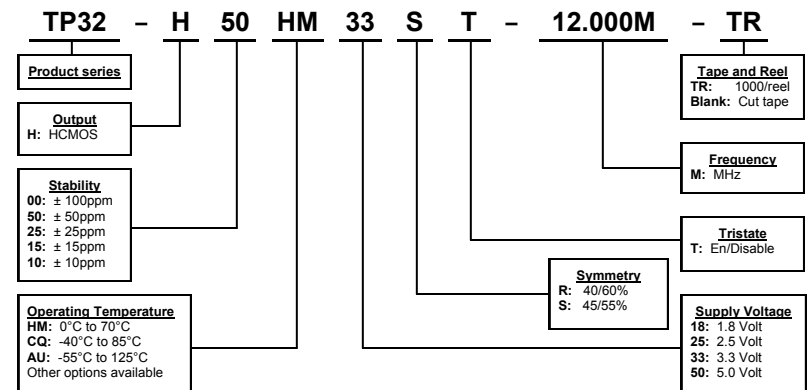 TP32 – H 50 HM 33 S T - 12.000M – TR
Product series
Output
H: HCMOS
Stability
00: ± 100ppm
50: ± 50ppm
25: ± 25ppm
15: ± 15ppm
10: ± 10ppm
Operating Temperature
HM: 0°C to 70°C
CQ: -40°C to 85°C
AU: -55°C to 125°C
Other options available
Tape and Reel
TR: 1000/reel
Blank: Cut tape
Frequency
M: MHz
Tristate
T: En/Disable
Symmetry
R: 40/60%
S: 45/55%
Supply Voltage
18: 1.8 Volt
25: 2.5 Volt
33: 3.3 Volt
50: 5.0 Volt